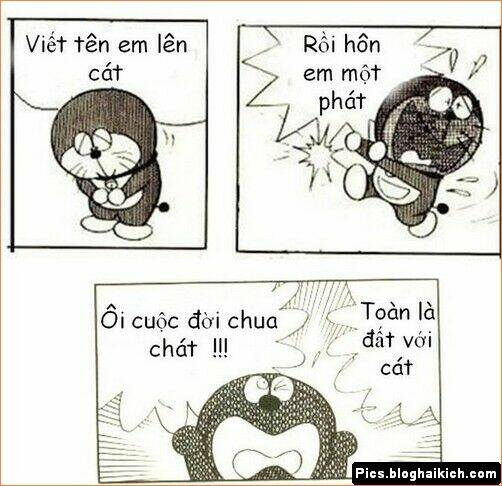 Viết tên em lên
cát
Rồi hôn
em một
phát
Ôi cuộc đời chua
chát !!!
Toàn là
đất với
cát
Pics.bloghaikich.com